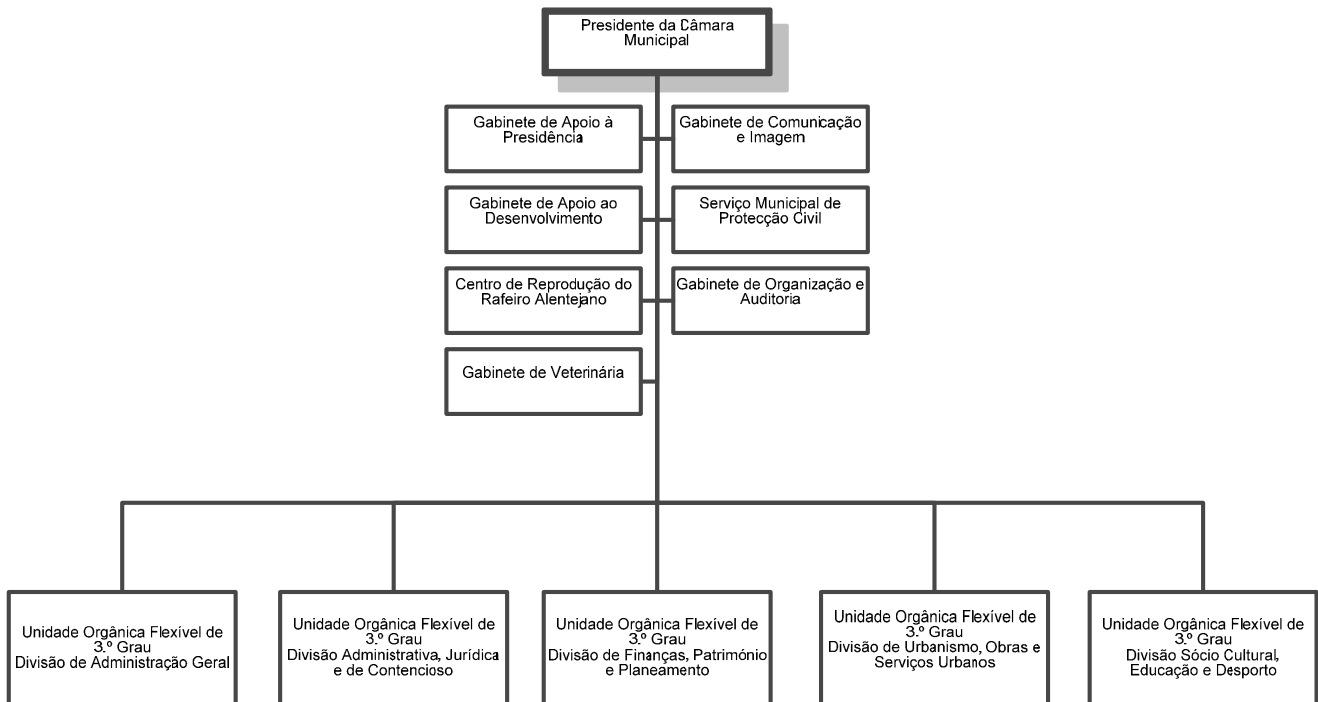 Presidente da Câmara
Municipal
Gabinete de Apoio à
Presidência
Gabinete de Comunicação
e Imagem
Gabinete de Apoio ao
Desenvolvimento
Serviço Municipal de
Protecção Civil
Centro de Reprodução do
Rafeiro Alentejano
Gabinete de Organização e
Auditoria
Gabinete de Veterinária
Unidade Orgânica Flexível de
3.º Grau
Divisão de Administração Geral
Unidade Orgânica Flexível de
3.º Grau
Divisão Administrativa, Jurídica
e de Contencioso
Unidade Orgânica Flexível de
3.º Grau
Divisão de Finanças, Património
e Planeamento
Unidade Orgânica Flexível de
3.º Grau
Divisão de Urbanismo, Obras e
Serviços Urbanos
Unidade Orgânica Flexível de
3.º Grau
Divisão Sócio Cultural,
Educação e Desporto